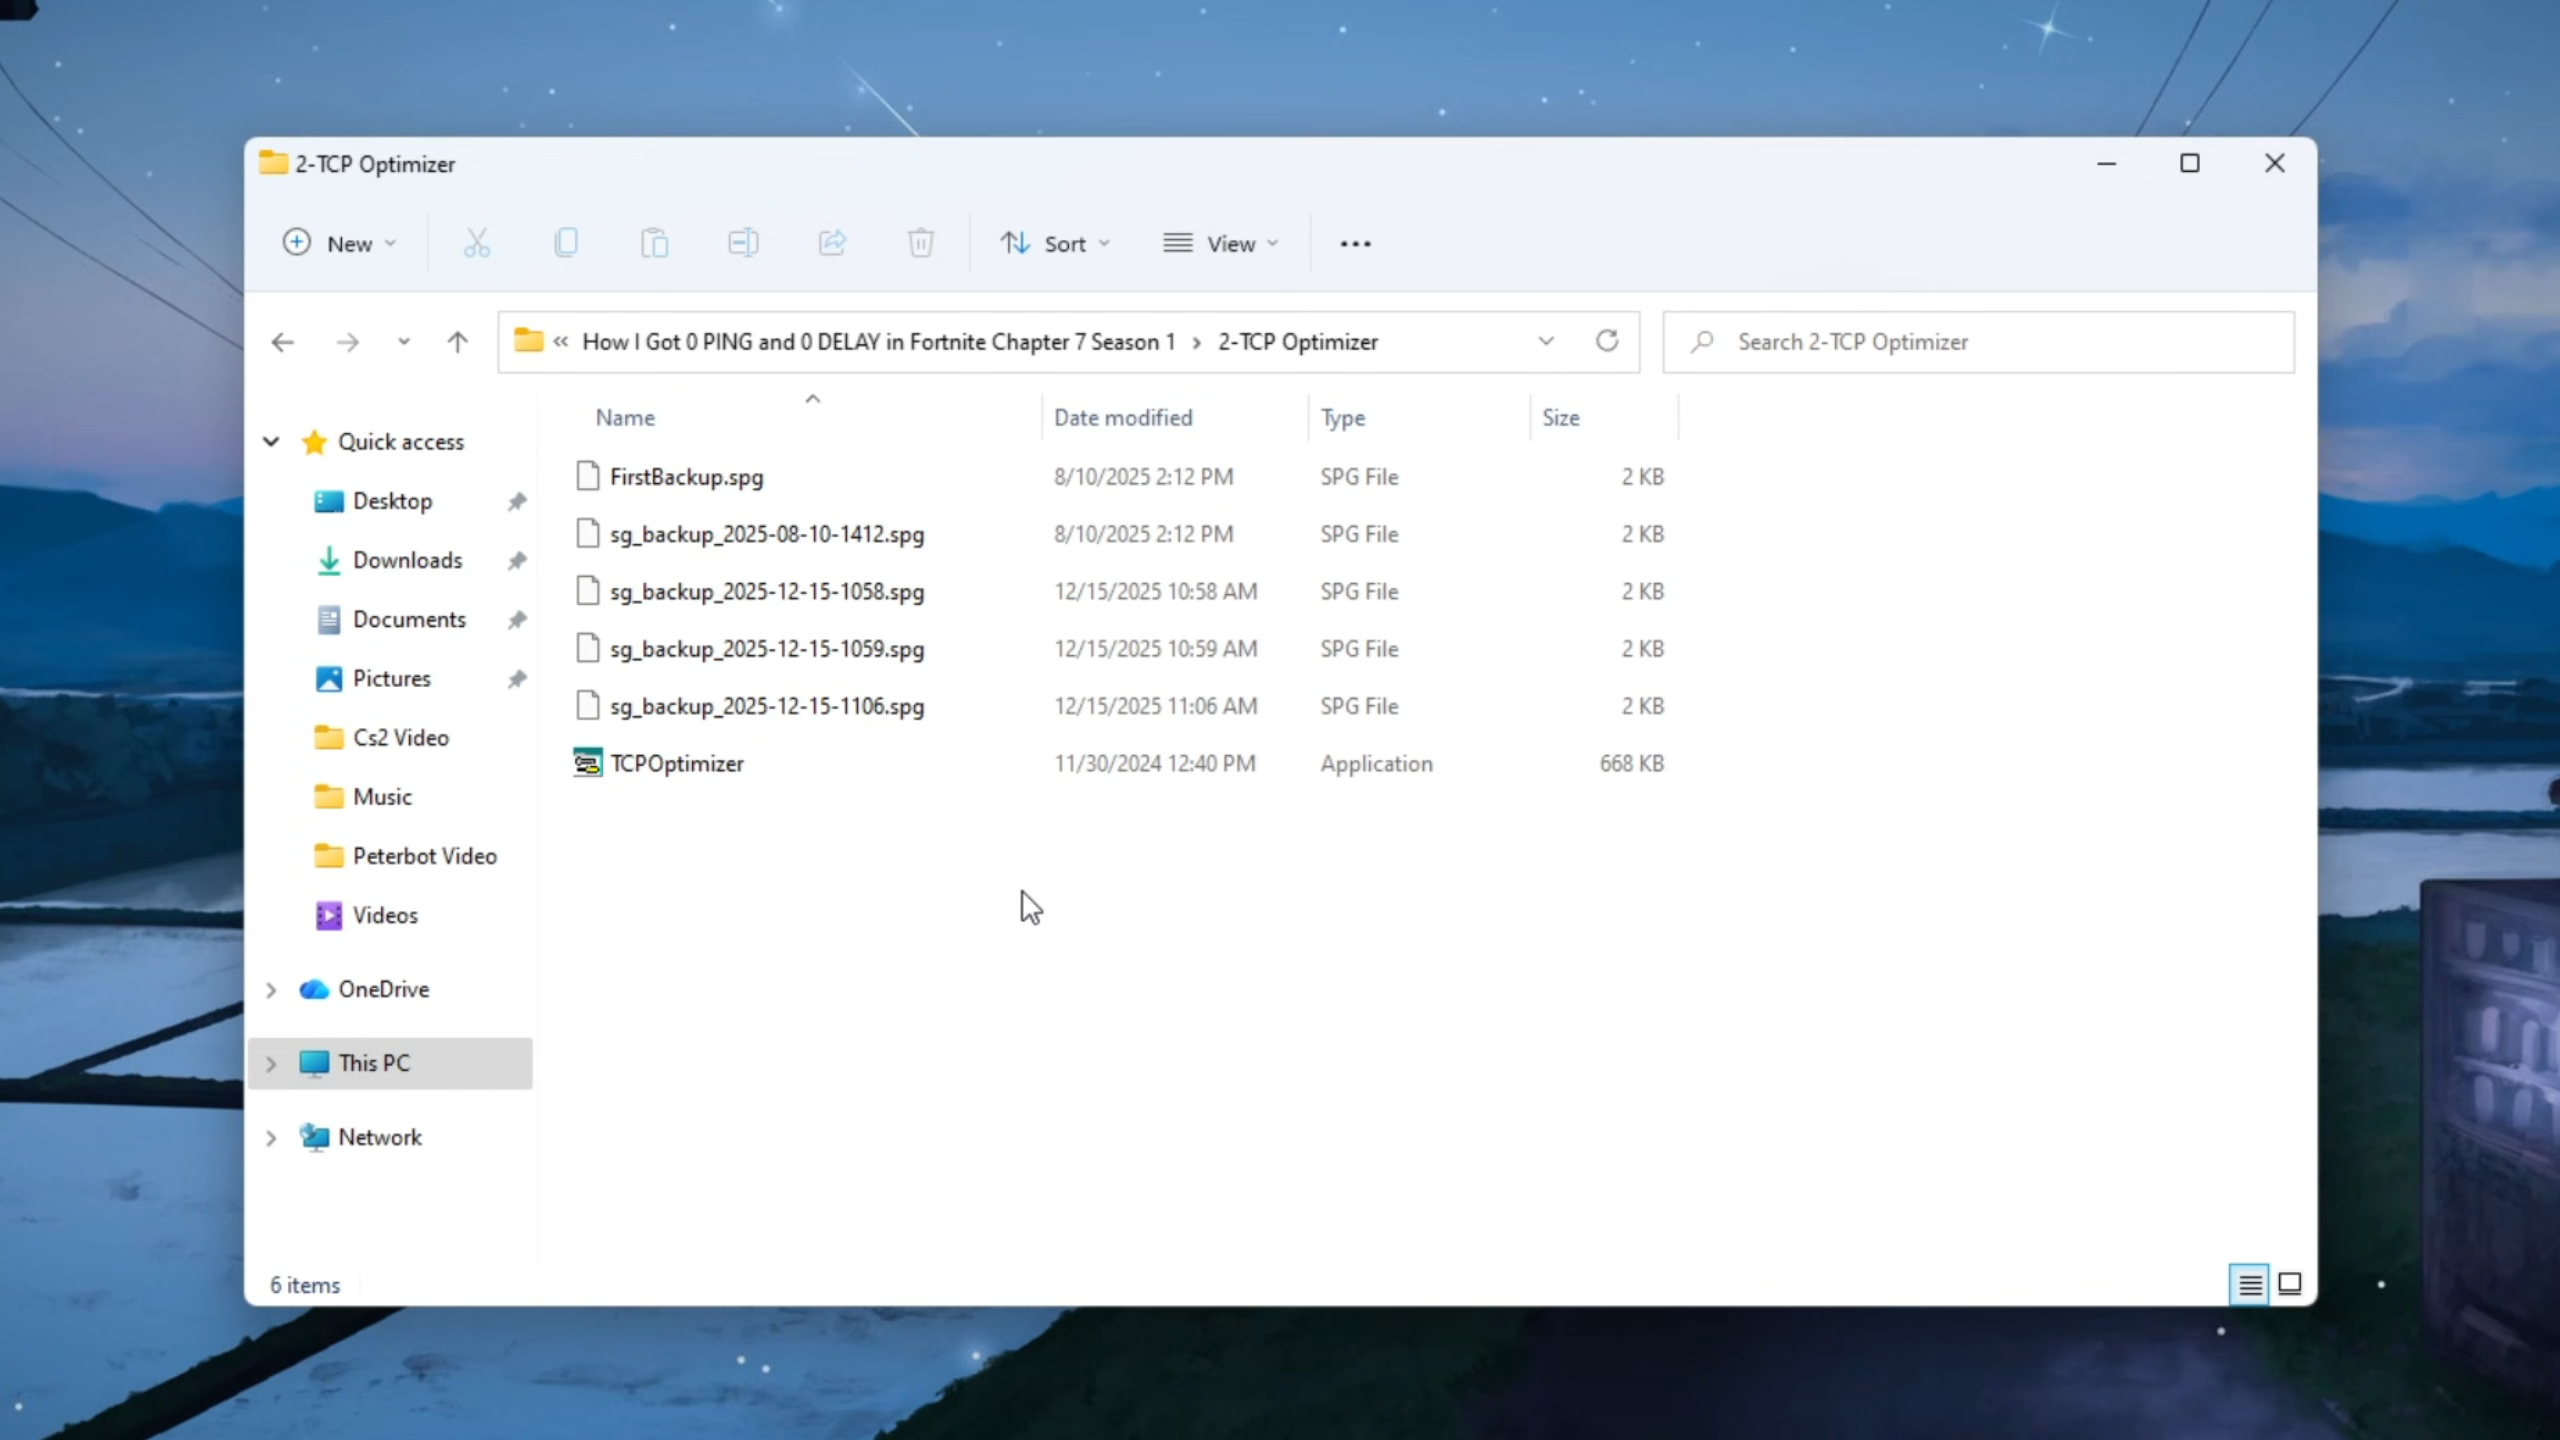 2-TCP Optimizer
New Sort View
« How I Got 0 PING and 0 DELAY in Fortnite Chapter 7 Season 1 › 2-TCP Optimizer Search 2-TCP Optimizer
Name Date modified Type Size
Quick access
Desktop
Downloads
Documents
Pictures
Cs2 Video
Music
Peterbot Video
Videos
OneDrive
This PC
Network
FirstBackup.spg 8/10/2025 2:12 PM SPG File 2 KB
sg_backup_2025-08-10-1412.spg 8/10/2025 2:12 PM SPG File 2 KB
sg_backup_2025-12-15-1058.spg 12/15/2025 10:58 AM SPG File 2 KB
sg_backup_2025-12-15-1059.spg 12/15/2025 10:59 AM SPG File 2 KB
sg_backup_2025-12-15-1106.spg 12/15/2025 11:06 AM SPG File 2 KB
TCPOptimizer 11/30/2024 12:40 PM Application 668 KB
6 items